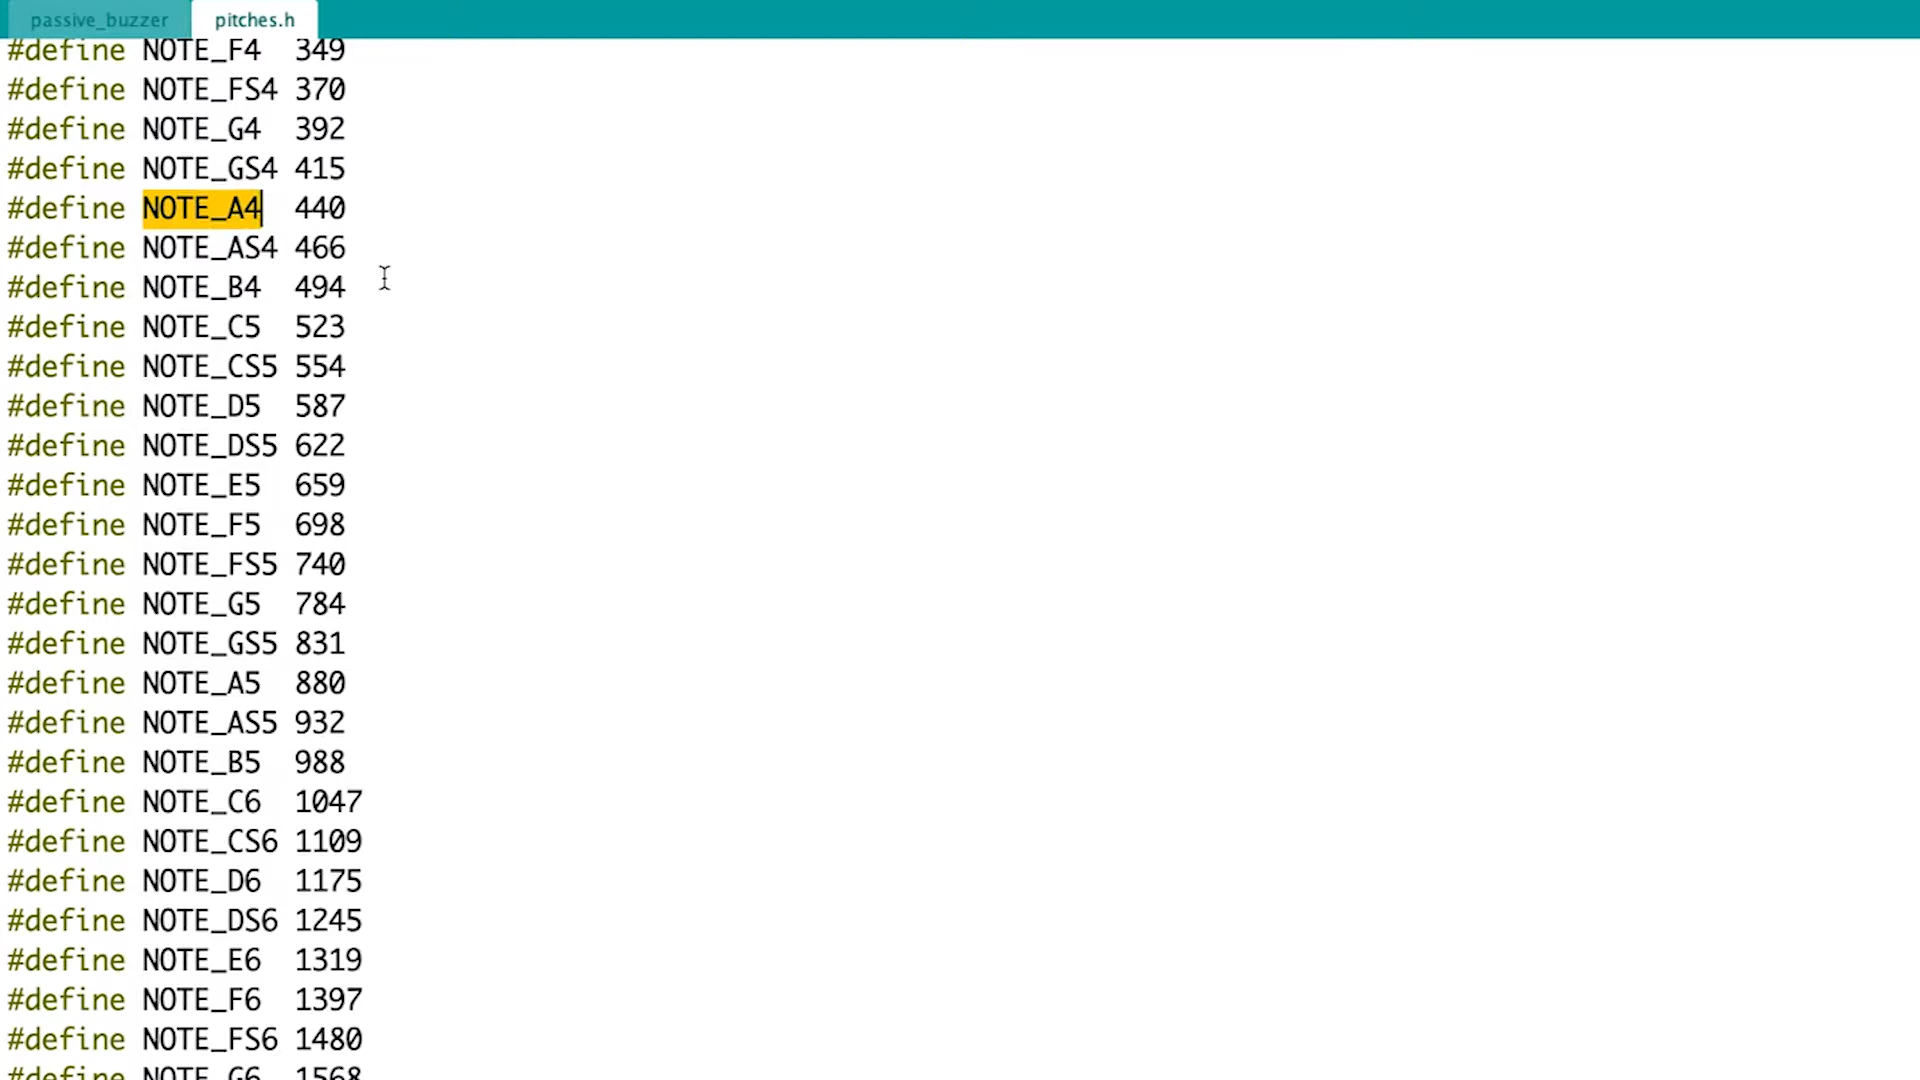 passive_buzzer pitches.h
#define NOTE_F4 349
#define NOTE_FS4 370
#define NOTE_G4 392
#define NOTE_GS4 415
#define NOTE_A4 440
#define NOTE_AS4 466
#define NOTE_B4 494
#define NOTE_C5 523
#define NOTE_CS5 554
#define NOTE_D5 587
#define NOTE_DS5 622
#define NOTE_E5 659
#define NOTE_F5 698
#define NOTE_FS5 740
#define NOTE_G5 784
#define NOTE_GS5 831
#define NOTE_A5 880
#define NOTE_AS5 932
#define NOTE_B5 988
#define NOTE_C6 1047
#define NOTE_CS6 1109
#define NOTE_D6 1175
#define NOTE_DS6 1245
#define NOTE_E6 1319
#define NOTE_F6 1397
#define NOTE_FS6 1480
#define NOTE_G6 1568